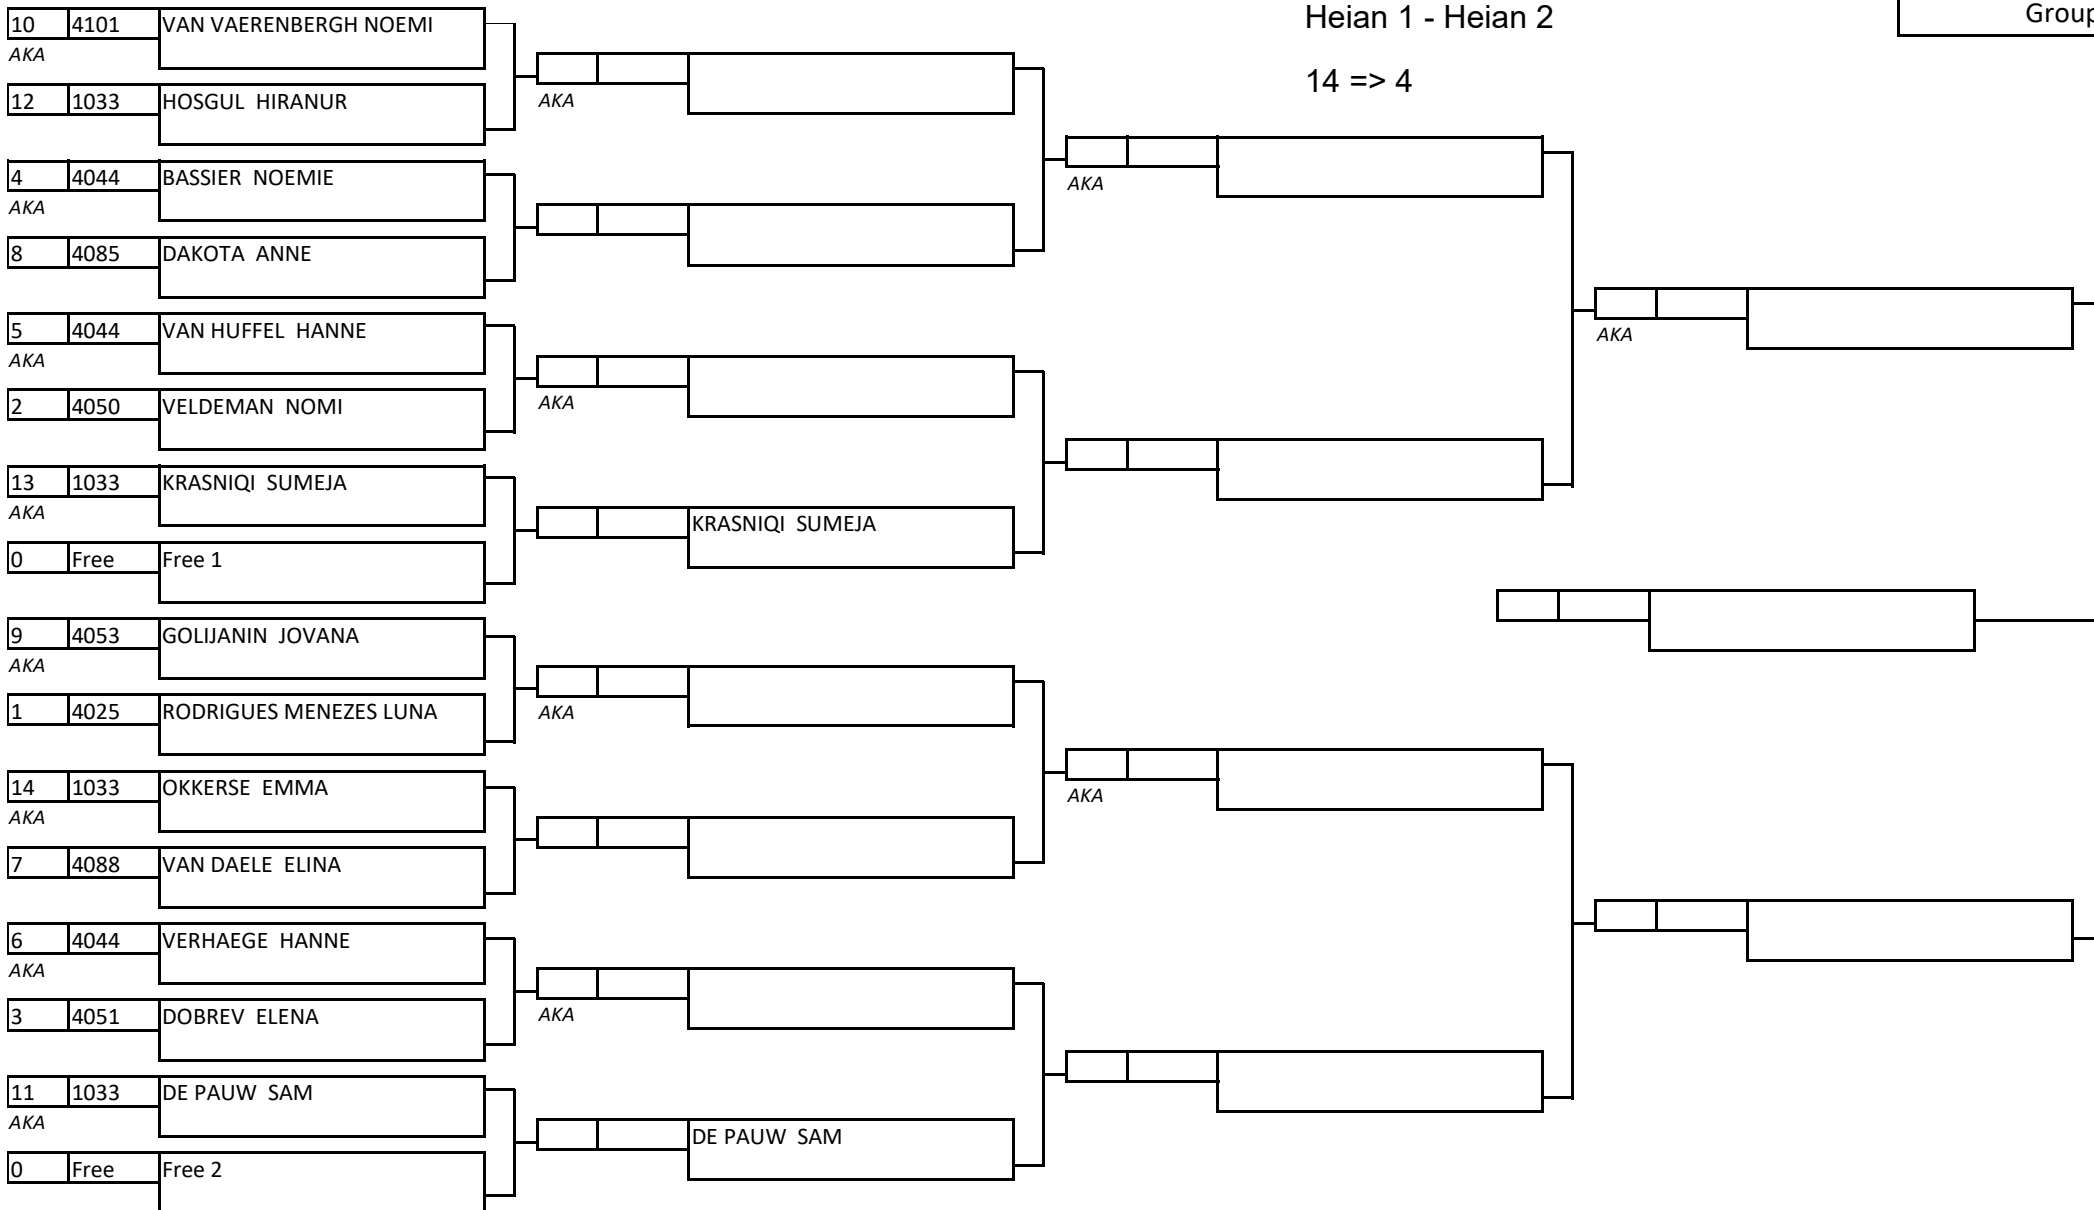 Heian 1 - Heian 2
Group
14 => 4
10 4101 VAN VAERENBERGH NOEMI
AKA
12 1033 HOSGUL HIRANUR
AKA
4 4044 BASSIER NOEMIE
AKA
AKA
8 4085 DAKOTA ANNE
5 4044 VAN HUFFEL HANNE
AKA
AKA
2 4050 VELDEMAN NOMI
AKA
13 1033 KRASNIQI SUMEJA
AKA
KRASNIQI SUMEJA
0 Free Free 1
9 4053 GOLIJANIN JOVANA
AKA
1 4025 RODRIGUES MENEZES LUNA
AKA
14 1033 OKKERSE EMMA
AKA
AKA
7 4088 VAN DAELE ELINA
6 4044 VERHAEGE HANNE
AKA
3 4051 DOBREV ELENA
AKA
11 1033 DE PAUW SAM
AKA
DE PAUW SAM
0 Free Free 2